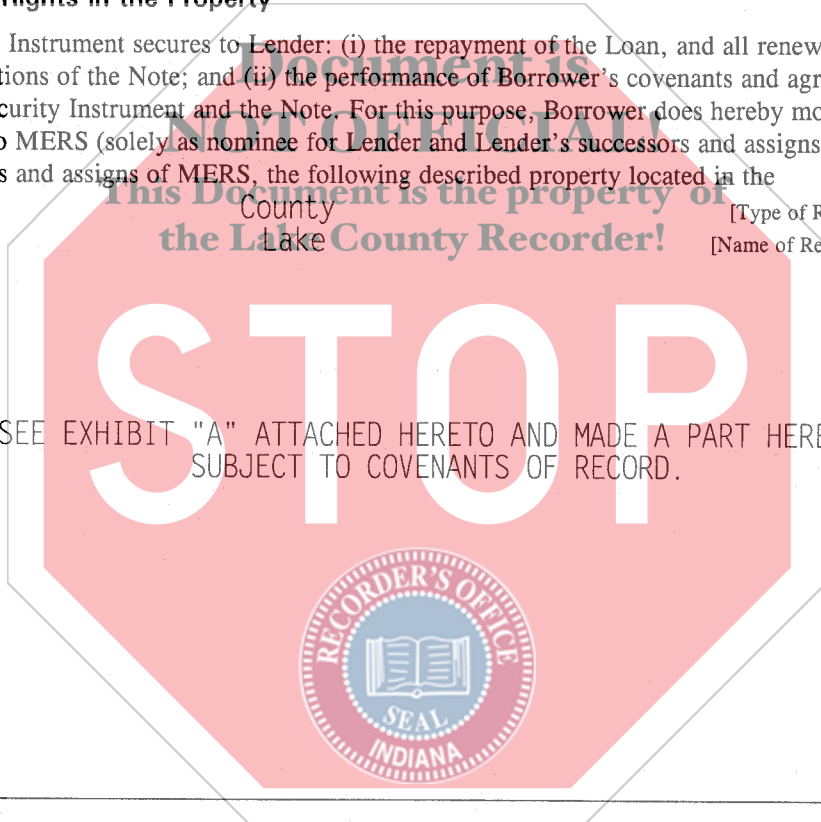 Rights in the Property
Instrument secures to Lender: (i) the repayment of the Loan, and all renew
tions of the Note; and (ii) the performance of Borrower's covenants and agr
curity Instrument and the Note. For this purpose, Borrower does hereby mo
o MERS (solely as nominee for Lender and Lender's successors and assigns
s and assigns of MERS, the following described property located in the
County [Type of R
Lake [Name of Re
Document is
NOT OFFICIAL!
This Document is the property of
the Lake County Recorder!
STOP
SEE EXHIBIT "A" ATTACHED HERETO AND MADE A PART HERE
SUBJECT TO COVENANTS OF RECORD.
RECORDER'S OFFICE
SEAL
INDIANA